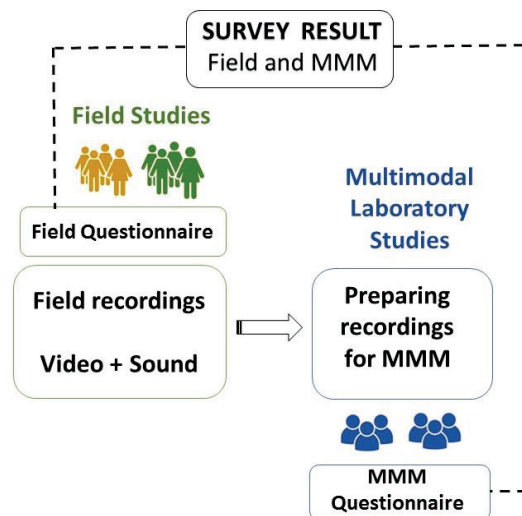 SURVEY RESULT
Field and MMM
Field Studies
Field Questionnaire
Field recordings
Video + Sound
Multimodal
Laboratory
Studies
Preparing
recordings
for MMM
MMM
Questionnaire